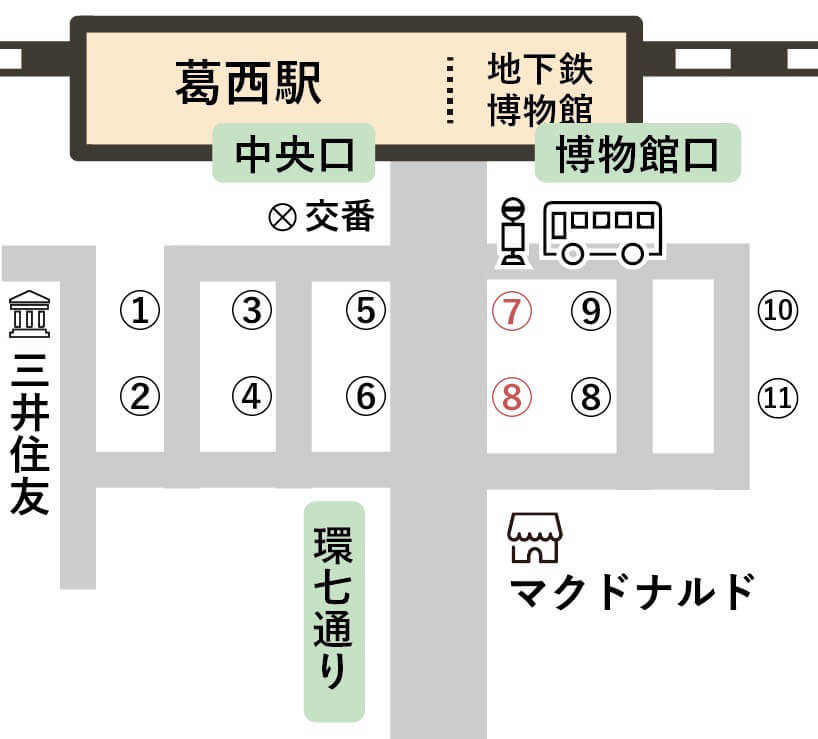 葛西駅
地下鉄
博物館
中央口
博物館口
交番
① ③ ⑤ ⑦ ⑨ ⑩
② ④ ⑥ ⑧ ⑧ ⑪
三井住友
環七通り
マクドナルド